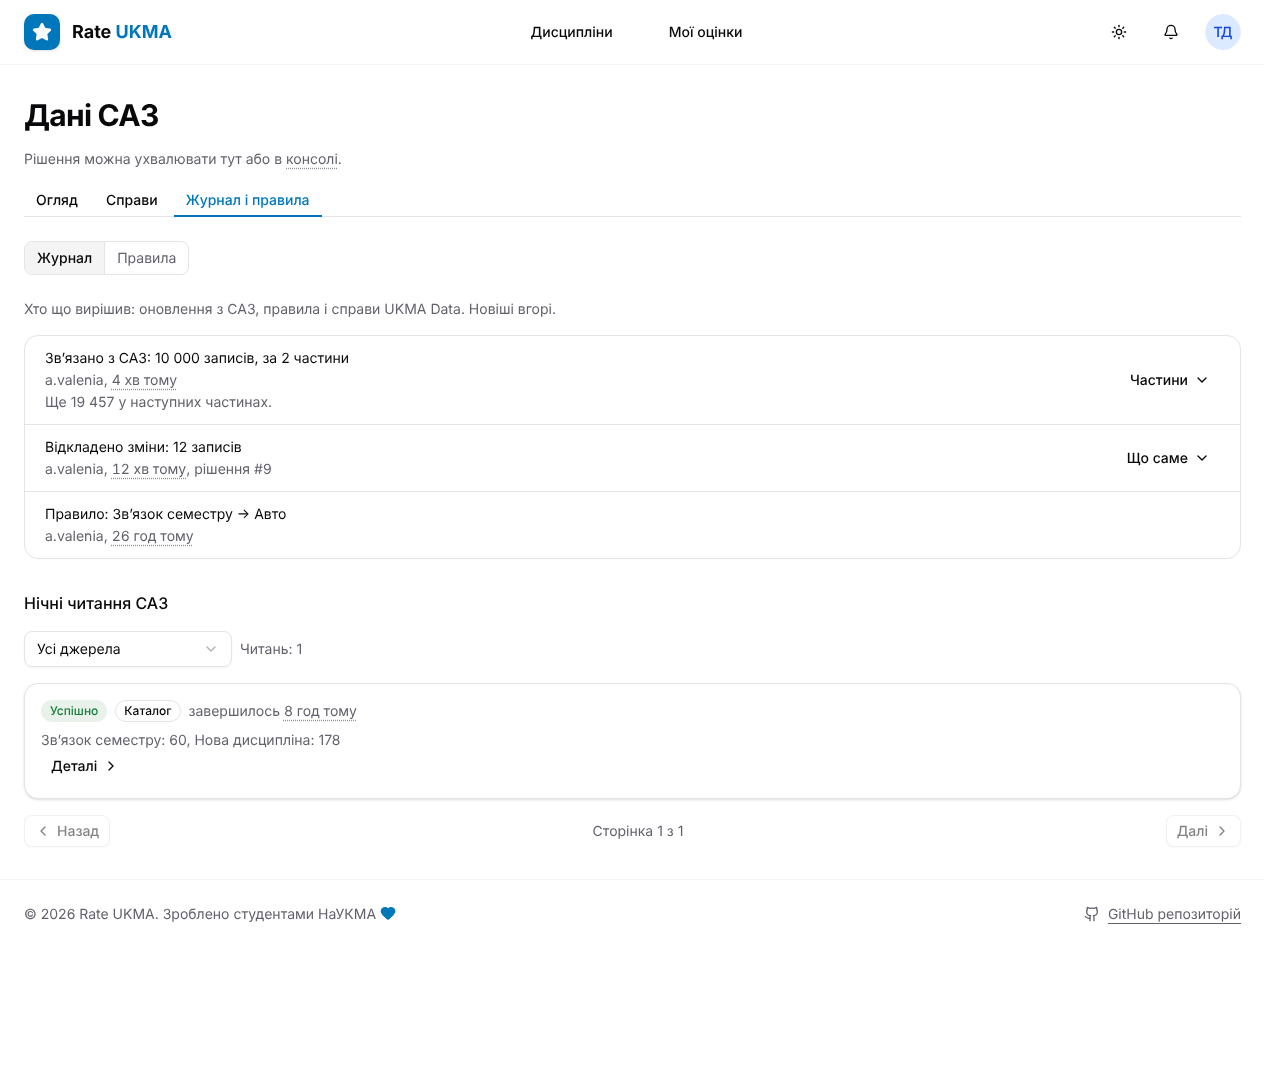 Rate UKMA
Дисципліни
Мої оцінки
ТД
Дані САЗ
Рішення можна ухвалювати тут або в консолі.
Огляд
Справи
Журнал і правила
Журнал
Правила
Хто що вирішив: оновлення з САЗ, правила і справи UKMA Data. Новіші вгорі.
Зв’язано з САЗ: 10 000 записів, за 2 частини
a.valenia, 4 хв тому
Ще 19 457 у наступних частинах.
Частини
Відкладено зміни: 12 записів
a.valenia, 12 хв тому, рішення #9
Що саме
Правило: Зв’язок семестру → Авто
a.valenia, 26 год тому
Нічні читання САЗ
Усі джерела
Читань: 1
Успішно Каталог завершилось 8 год тому
Зв’язок семестру: 60, Нова дисципліна: 178
Деталі
Назад
Сторінка 1 з 1
Далі
© 2026 Rate UKMA. Зроблено студентами НаУКМА
GitHub репозиторій